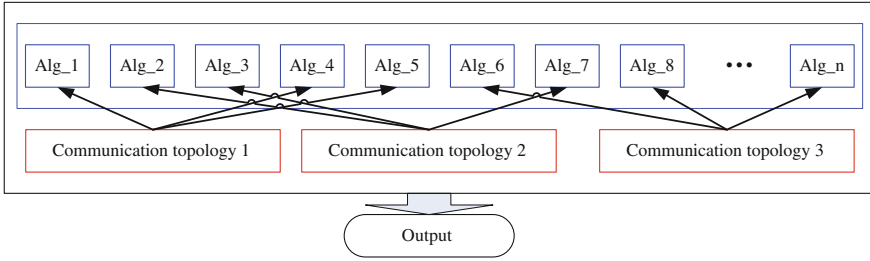 Alg_1 Alg_2 Alg_3 Alg_4 Alg_5 Alg_6 Alg_7 Alg_8 ••• Alg_n
Communication topology 1 Communication topology 2 Communication topology 3
Output